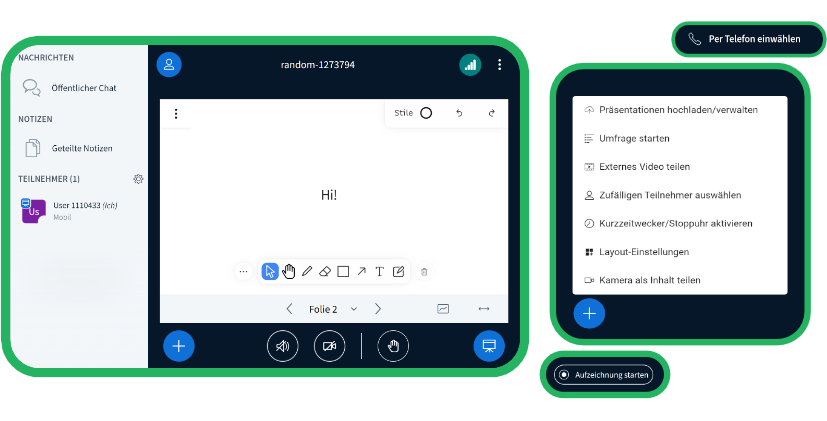 NACHRICHTEN
Öffentlicher Chat
NOTIZEN
Geteilte Notizen
TEILNEHMER (1)
Us
User 1110433 (Ich)
Mobil
random-1273794
Stile
Hi!
T
Folie 2
Per Telefon einwählen
Präsentationen hochladen/verwalten
Umfrage starten
Externes Video teilen
Zufälligen Teilnehmer auswählen
Kurzzeitwecker/Stoppuhr aktivieren
Layout-Einstellungen
Kamera als Inhalt teilen
Aufzeichnung starten